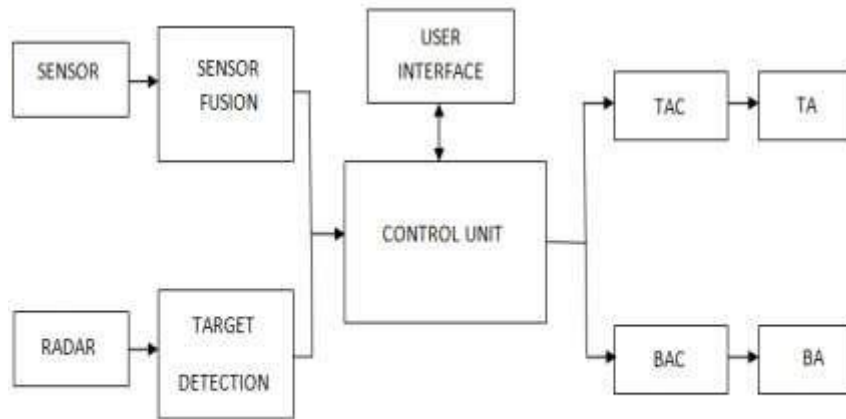 SENSOR
SENSOR
FUSION
USER
INTERFACE
TAC
TA
CONTROL UNIT
RADAR
TARGET
DETECTION
BAC
BA